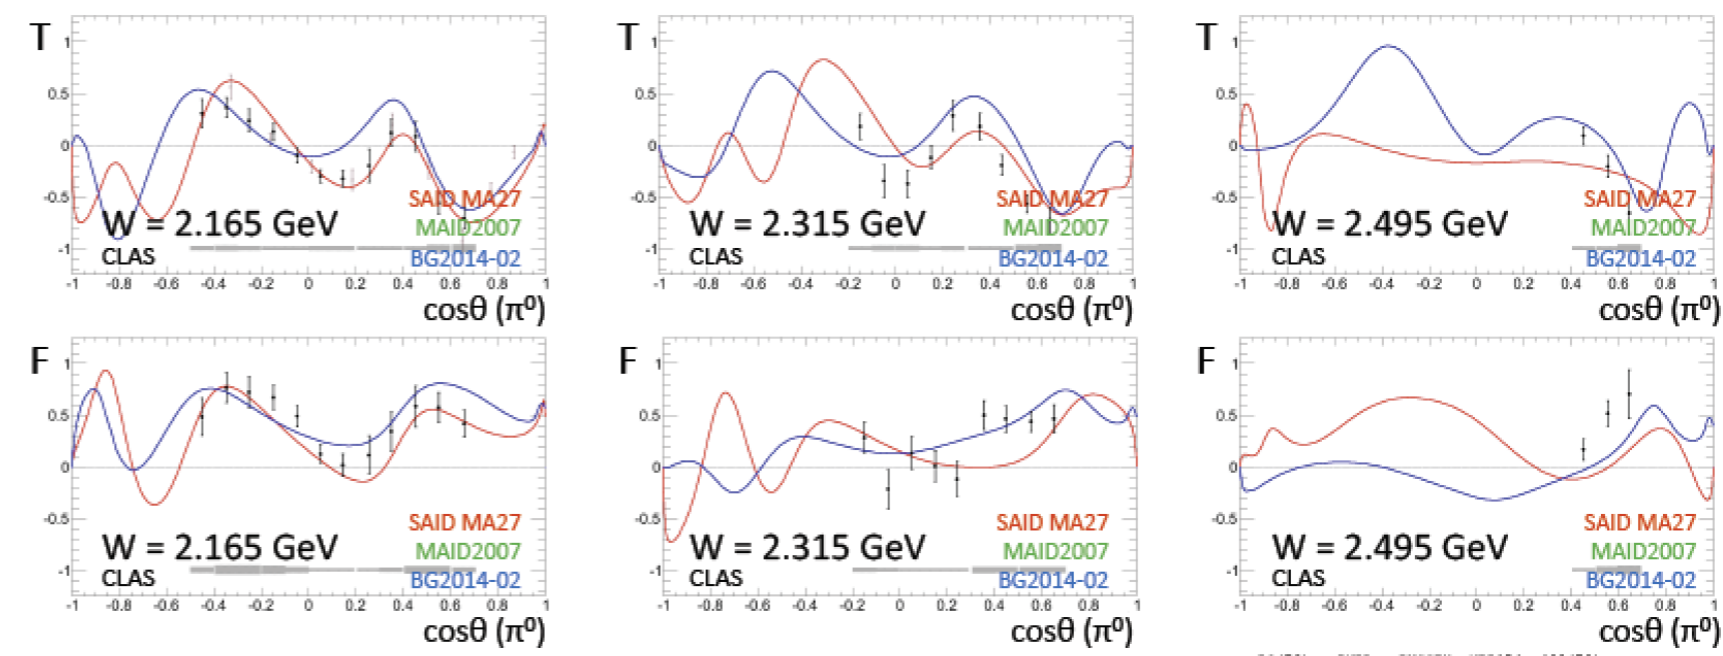 T
1
0.5
0
-0.5
-1
SAID MA27
W = 2.165 GeV
MAID2007
CLAS
BG2014-02
-1 -0.8 -0.6 -0.4 -0.2 0 0.2 0.4 0.6 0.8 1
cosθ (π⁰)
T
1
0.5
0
-0.5
-1
SAID MA27
W = 2.315 GeV
MAID2007
CLAS
BG2014-02
-1 -0.8 -0.6 -0.4 -0.2 0 0.2 0.4 0.6 0.8 1
cosθ (π⁰)
T
1
0.5
0
-0.5
-1
SAID MA27
W = 2.495 GeV
MAID2007
CLAS
BG2014-02
-1 -0.8 -0.6 -0.4 -0.2 0 0.2 0.4 0.6 0.8 1
cosθ (π⁰)
F
1
0.5
0
-0.5
-1
SAID MA27
W = 2.165 GeV
MAID2007
CLAS
BG2014-02
-1 -0.8 -0.6 -0.4 -0.2 0 0.2 0.4 0.6 0.8 1
cosθ (π⁰)
F
1
0.5
0
-0.5
-1
SAID MA27
W = 2.315 GeV
MAID2007
CLAS
BG2014-02
-1 -0.8 -0.6 -0.4 -0.2 0 0.2 0.4 0.6 0.8 1
cosθ (π⁰)
F
1
0.5
0
-0.5
-1
SAID MA27
W = 2.495 GeV
MAID2007
CLAS
BG2014-02
-1 -0.8 -0.6 -0.4 -0.2 0 0.2 0.4 0.6 0.8 1
cosθ (π⁰)